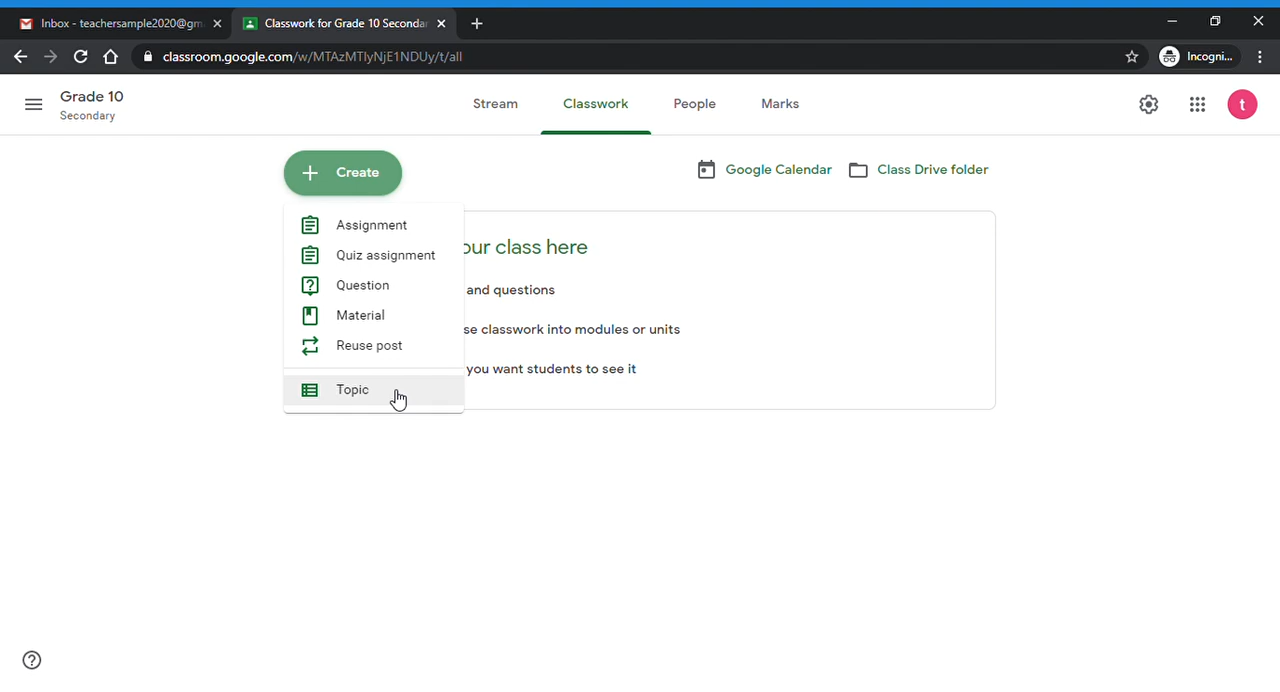 Inbox - teachersample2020@gm
Classwork for Grade 10 Secondar
classroom.google.com/w/MTAzMTIyNjE1NDUy/t/all
Incogni...
Grade 10
Secondary
Stream
Classwork
People
Marks
t
Create
Google Calendar
Class Drive folder
Assignment
Quiz assignment
Question
Material
Reuse post
Topic
our class here
and questions
se classwork into modules or units
you want students to see it